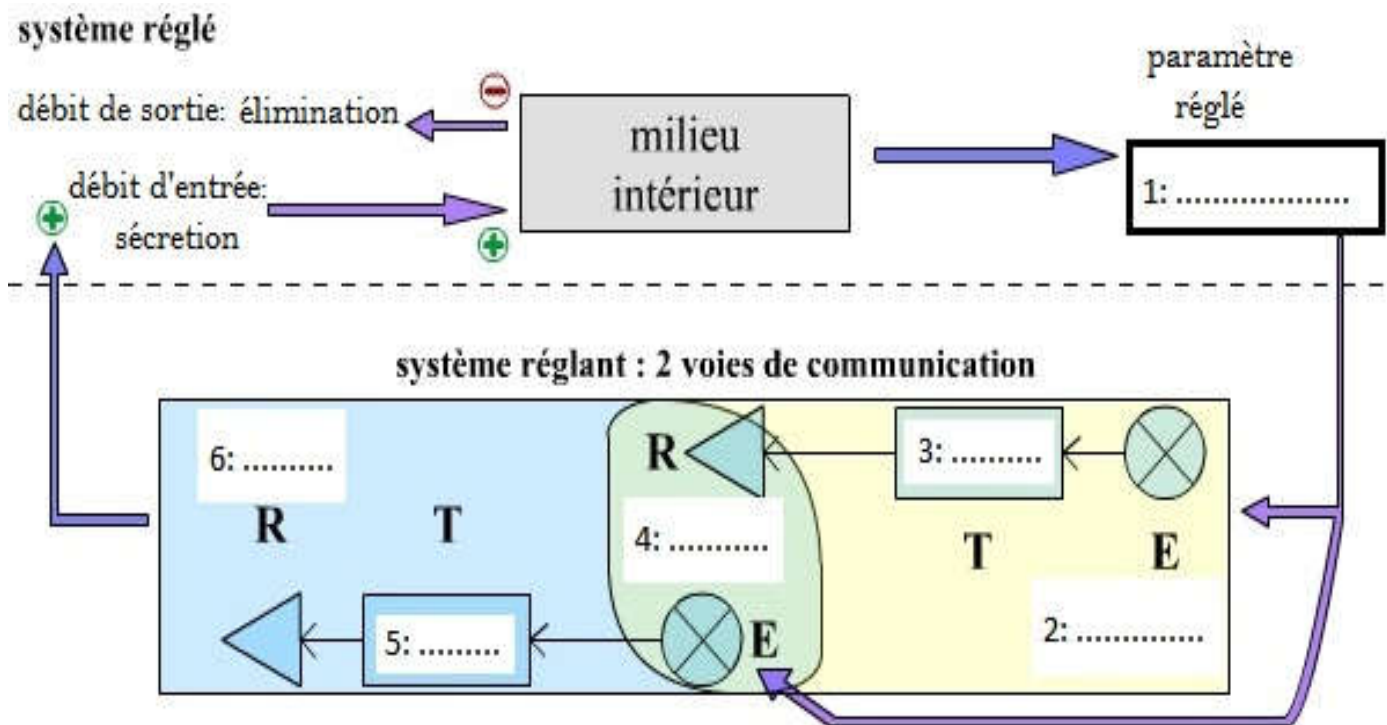 système réglé
débit de sortie: élimination
débit d'entrée:
sécretion
milieu
intérieur
paramètre
réglé
1: ..................
système réglant : 2 voies de communication
6: ..........
R
T
R
3: ..........
4: ...........
T
E
5: .........
E
2: .............